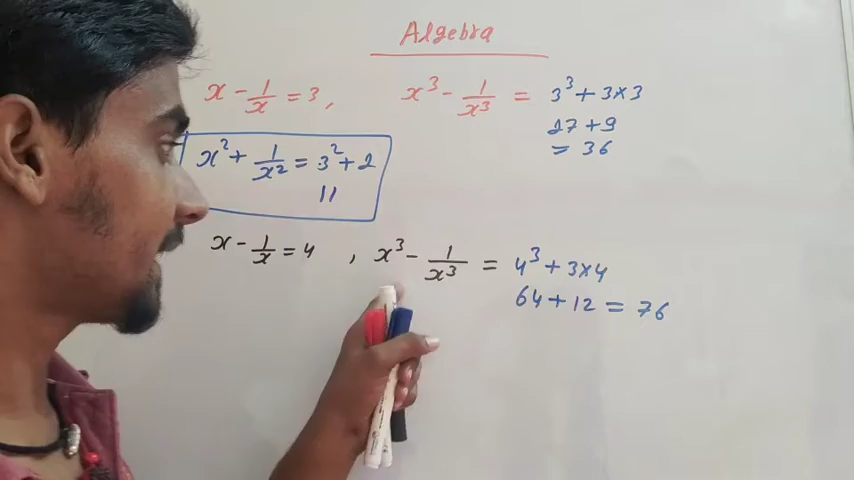 Algebra
x - 1/x = 3, x³ - 1/x³ = 3³ + 3×3
27 + 9
= 36
x² + 1/x² = 3² + 2
11
x - 1/x = 4 , x³ - 1/x³ = 4³ + 3×4
64 + 12 = 76